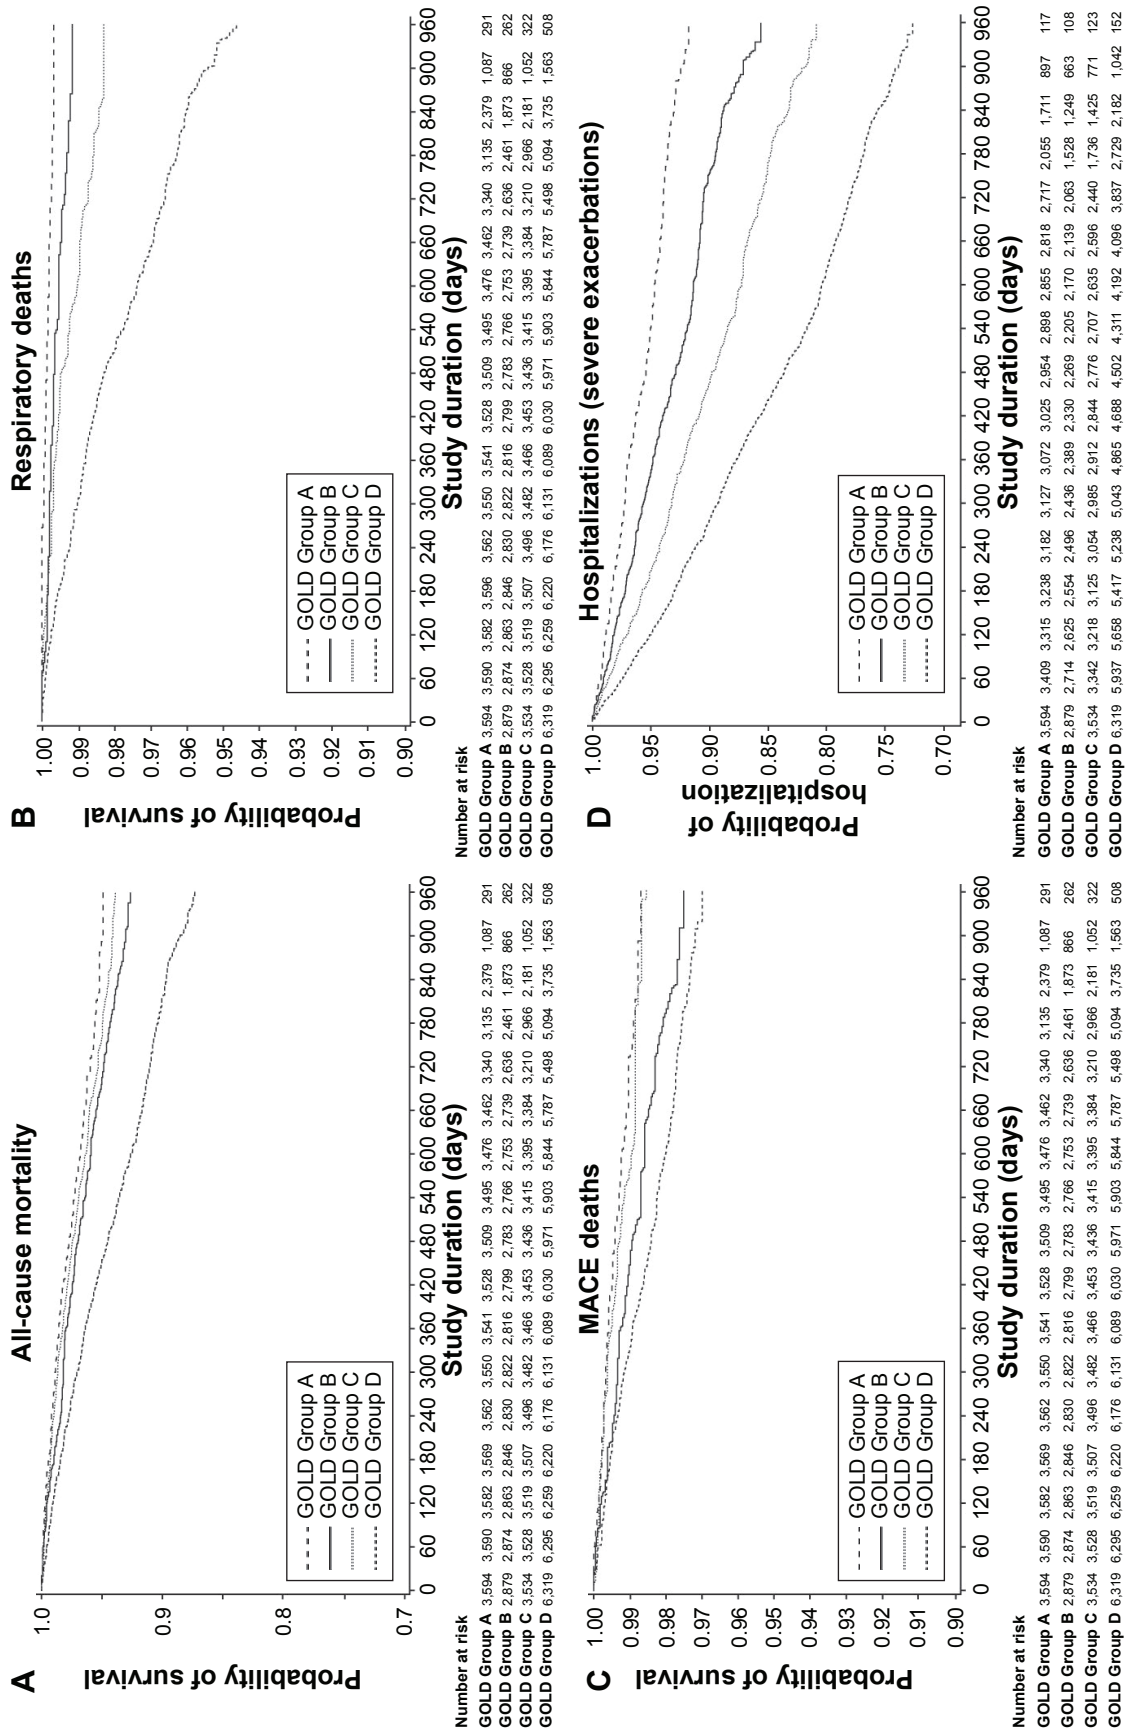 A
All-cause mortality
Probability of survival
1.0
0.9
0.8
0.7
GOLD Group A
GOLD Group B
GOLD Group C
GOLD Group D
0 60 120 180 240 300 360 420 480 540 600 660 720 780 840 900 960
Study duration (days)
Number at risk
GOLD Group A 3,594 3,590 3,582 3,569 3,562 3,550 3,541 3,528 3,509 3,495 3,476 3,462 3,340 3,135 2,379 1,087 291
GOLD Group B 2,879 2,874 2,863 2,846 2,830 2,822 2,816 2,799 2,783 2,766 2,753 2,739 2,636 2,461 1,873 866 262
GOLD Group C 3,534 3,528 3,519 3,507 3,496 3,482 3,466 3,453 3,436 3,415 3,395 3,384 3,210 2,966 2,181 1,052 322
GOLD Group D 6,319 6,295 6,259 6,220 6,176 6,131 6,089 6,030 5,971 5,903 5,844 5,787 5,498 5,094 3,735 1,563 508
B
Respiratory deaths
Probability of survival
1.00
0.99
0.98
0.97
0.96
0.95
0.94
0.93
0.92
0.91
0.90
GOLD Group A
GOLD Group B
GOLD Group C
GOLD Group D
0 60 120 180 240 300 360 420 480 540 600 660 720 780 840 900 960
Study duration (days)
Number at risk
GOLD Group A 3,594 3,590 3,582 3,596 3,562 3,550 3,541 3,528 3,509 3,495 3,476 3,462 3,340 3,135 2,379 1,087 291
GOLD Group B 2,879 2,874 2,863 2,846 2,830 2,822 2,816 2,799 2,783 2,766 2,753 2,739 2,636 2,461 1,873 866 262
GOLD Group C 3,534 3,528 3,519 3,507 3,496 3,482 3,466 3,453 3,436 3,415 3,395 3,384 3,210 2,966 2,181 1,052 322
GOLD Group D 6,319 6,295 6,259 6,220 6,176 6,131 6,089 6,030 5,971 5,903 5,844 5,787 5,498 5,094 3,735 1,563 508
C
MACE deaths
Probability of survival
1.00
0.99
0.98
0.97
0.96
0.95
0.94
0.93
0.92
0.91
0.90
GOLD Group A
GOLD Group B
GOLD Group C
GOLD Group D
0 60 120 180 240 300 360 420 480 540 600 660 720 780 840 900 960
Study duration (days)
Number at risk
GOLD Group A 3,594 3,590 3,582 3,569 3,562 3,550 3,541 3,528 3,509 3,495 3,476 3,462 3,340 3,135 2,379 1,087 291
GOLD Group B 2,879 2,874 2,863 2,846 2,830 2,822 2,816 2,799 2,783 2,766 2,753 2,739 2,636 2,461 1,873 866 262
GOLD Group C 3,534 3,528 3,519 3,507 3,496 3,482 3,466 3,453 3,436 3,415 3,395 3,384 3,210 2,966 2,181 1,052 322
GOLD Group D 6,319 6,295 6,259 6,220 6,176 6,131 6,089 6,030 5,971 5,903 5,844 5,787 5,498 5,094 3,735 1,563 508
D
Hospitalizations (severe exacerbations)
Probability of
hospitalization
1.00
0.95
0.90
0.85
0.75
0.70
GOLD Group A
GOLD Group B
GOLD Group C
GOLD Group D
0 60 120 180 240 300 360 420 480 540 600 660 720 780 840 900 960
Study duration (days)
Number at risk
GOLD Group A 3,594 3,409 3,315 3,238 3,182 3,127 3,072 3,025 2,954 2,898 2,855 2,818 2,717 2,055 1,711 897 117
GOLD Group B 2,879 2,714 2,625 2,554 2,496 2,436 2,389 2,330 2,269 2,205 2,170 2,139 2,063 1,528 1,249 663 108
GOLD Group C 3,534 3,342 3,218 3,125 3,054 2,985 2,912 2,844 2,776 2,707 2,635 2,596 2,440 1,736 1,425 771 123
GOLD Group D 6,319 5,937 5,658 5,417 5,238 5,043 4,865 4,688 4,502 4,311 4,192 4,096 3,837 2,729 2,182 1,042 152